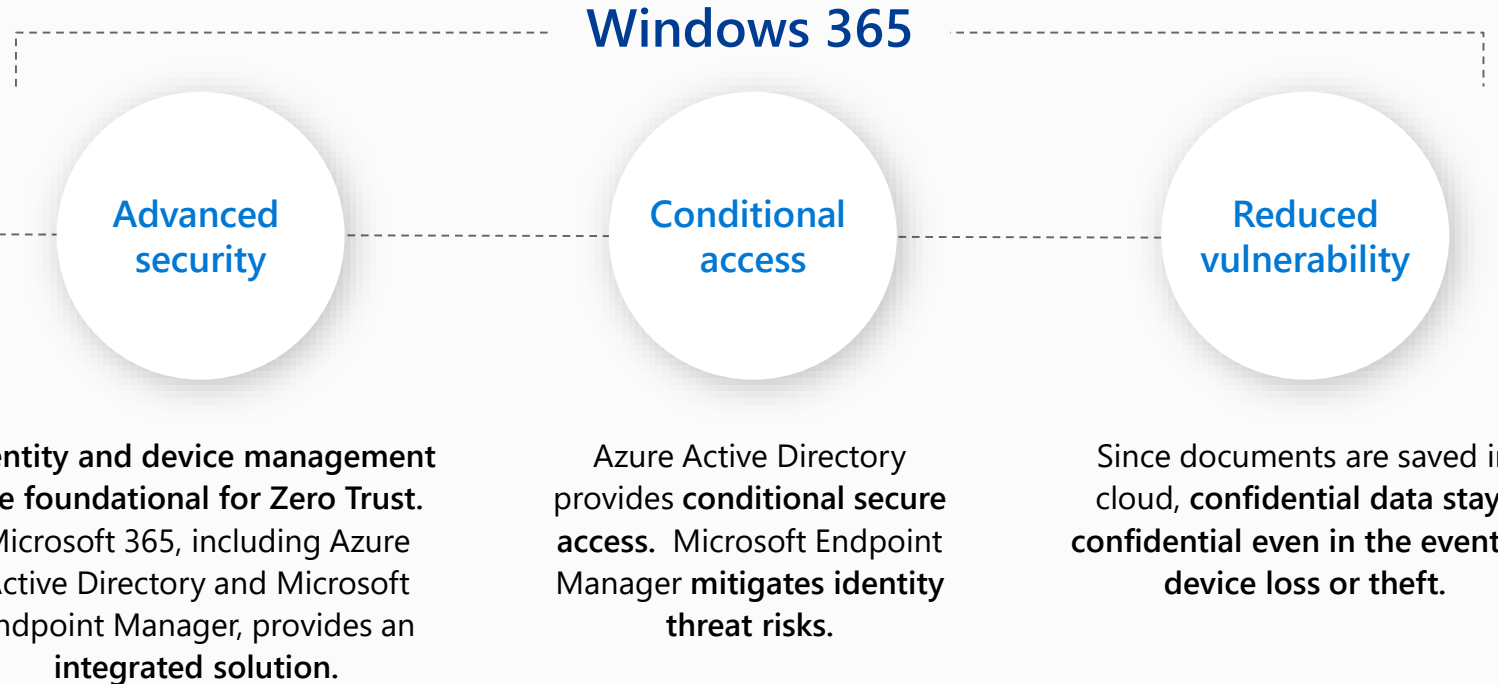 Windows 365
Advanced
security
Conditional
access
Reduced
vulnerability
entity and device management
e foundational for Zero Trust.
Microsoft 365, including Azure
Active Directory and Microsoft
ndpoint Manager, provides an
integrated solution.
Azure Active Directory
provides conditional secure
access.  Microsoft Endpoint
Manager mitigates identity
threat risks.
Since documents are saved in
cloud, confidential data stay
confidential even in the event
device loss or theft.